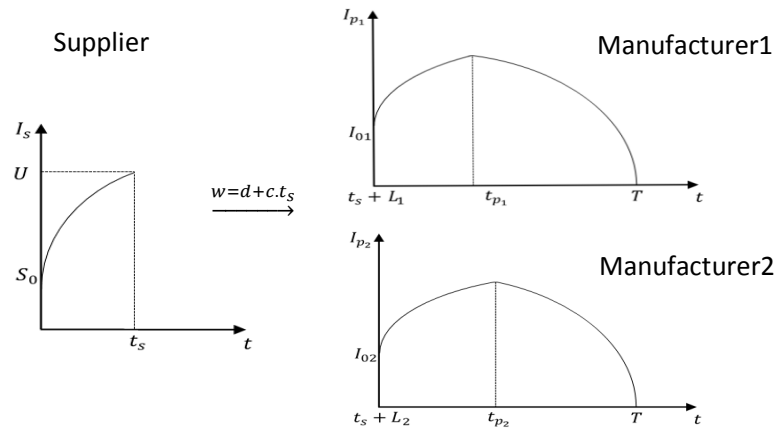 Supplier
I_s
U
S_0
t_s
t
w=d+c.t_s
Manufacturer1
I_{p_1}
I_{01}
t_s + L_1
t_{p_1}
T
t
Manufacturer2
I_{p_2}
I_{02}
t_s + L_2
t_{p_2}
T
t